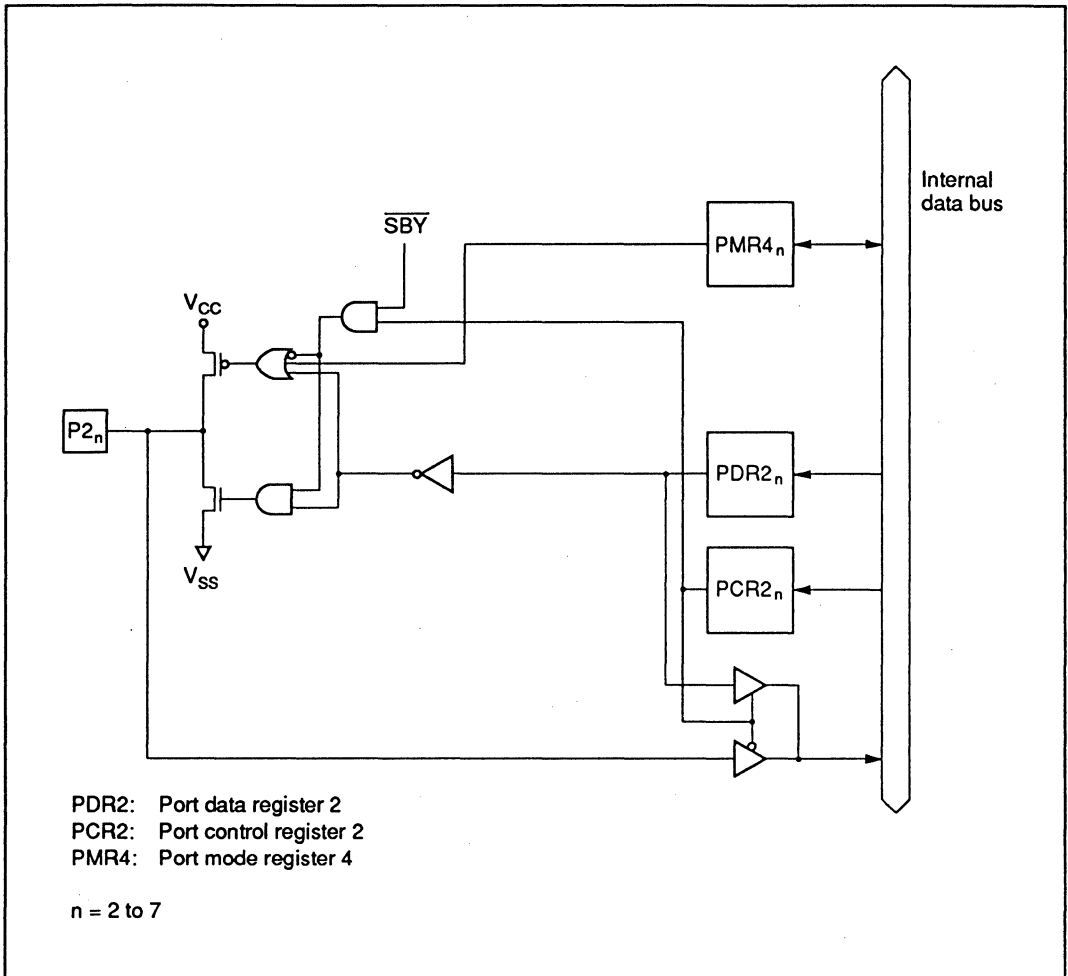 Internal
data bus
SBY
PMR4n
VCC
P2n
PDR2n
VSS
PCR2n
PDR2: Port data register 2
PCR2: Port control register 2
PMR4: Port mode register 4
n = 2 to 7